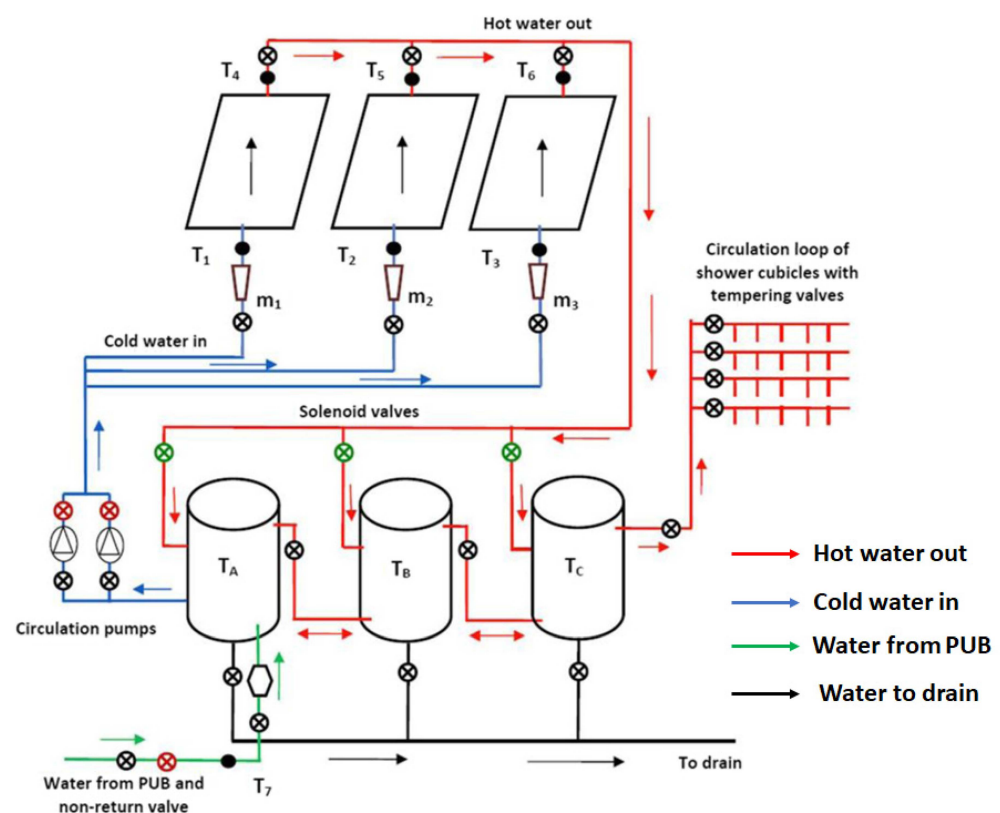 Hot water out
T4
T5
T6
T1
T2
T3
m1
m2
m3
Cold water in
Circulation loop of
shower cubicles with
tempering valves
Solenoid valves
TA
TB
TC
Hot water out
Cold water in
Water from PUB
Water to drain
Circulation pumps
To drain
Water from PUB and
non-return valve
T7